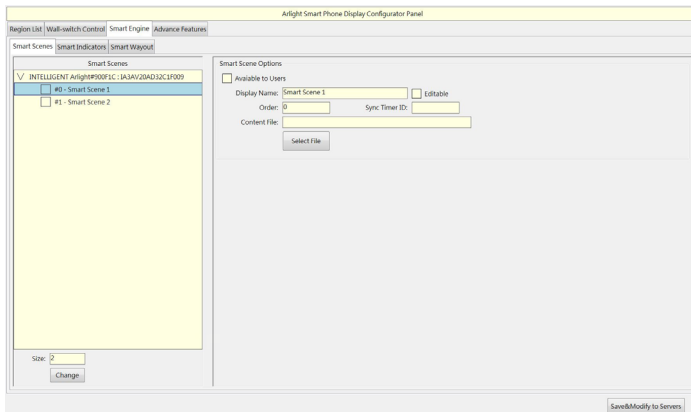 Arlight Smart Phone Display Configurator Panel
Region List Wall-switch Control Smart Engine Advance Features
Smart Scenes Smart Indicators Smart Wayout
Smart Scenes
INTELLIGENT Arlight#900F1C : IA3AV20AD32C1F009
#0 - Smart Scene 1
#1 - Smart Scene 2
Size: 2
Change
Smart Scene Options
Avaiable to Users
Display Name: Smart Scene 1 Editable
Order: 0 Sync Timer ID:
Content File:
Select File
Save&Modify to Servers